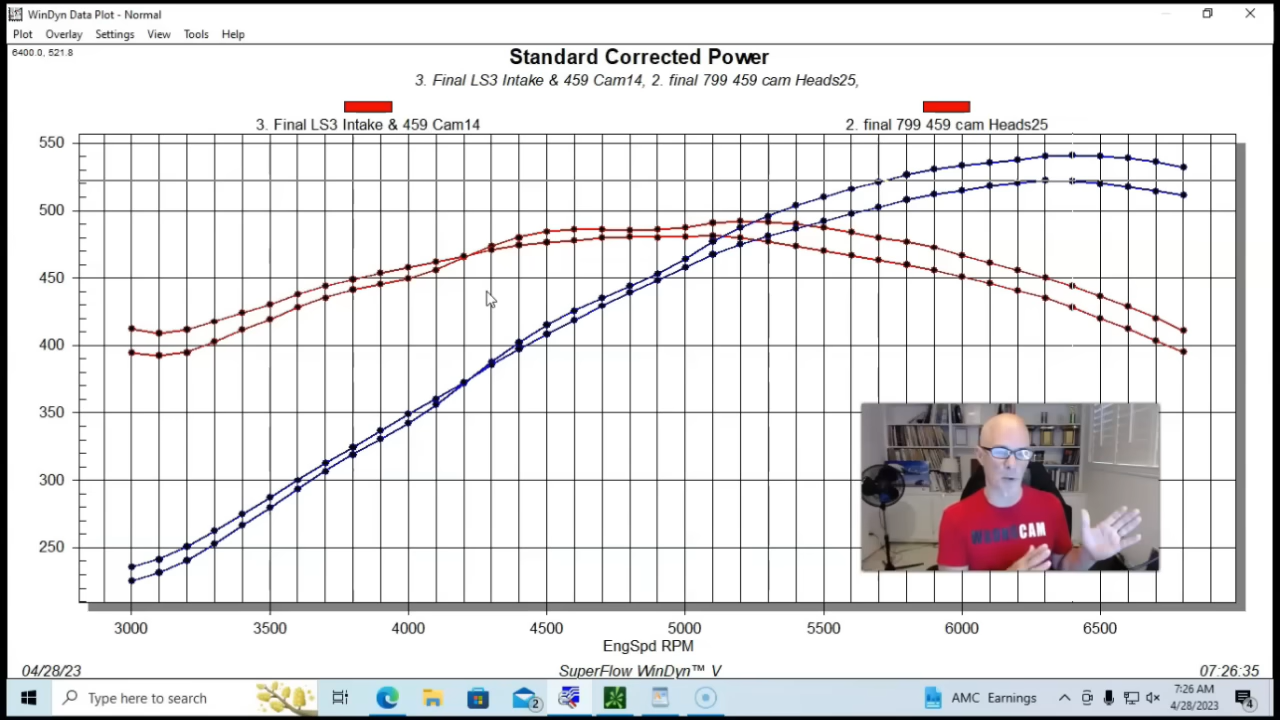 WinDyn Data Plot - Normal
Plot Overlay Settings View Tools Help
6400.0, 521.8
Standard Corrected Power
3. Final LS3 Intake & 459 Cam14, 2. final 799 459 cam Heads25,
3. Final LS3 Intake & 459 Cam14
2. final 799 459 cam Heads25
550
500
450
400
350
300
250
3000 3500 4000 4500 5000 5500 6000 6500
EngSpd RPM
CAM
04/28/23
SuperFlow WinDyn™ V
07:26:35
Type here to search
2
AMC Earnings
7:26 AM
4/28/2023
4